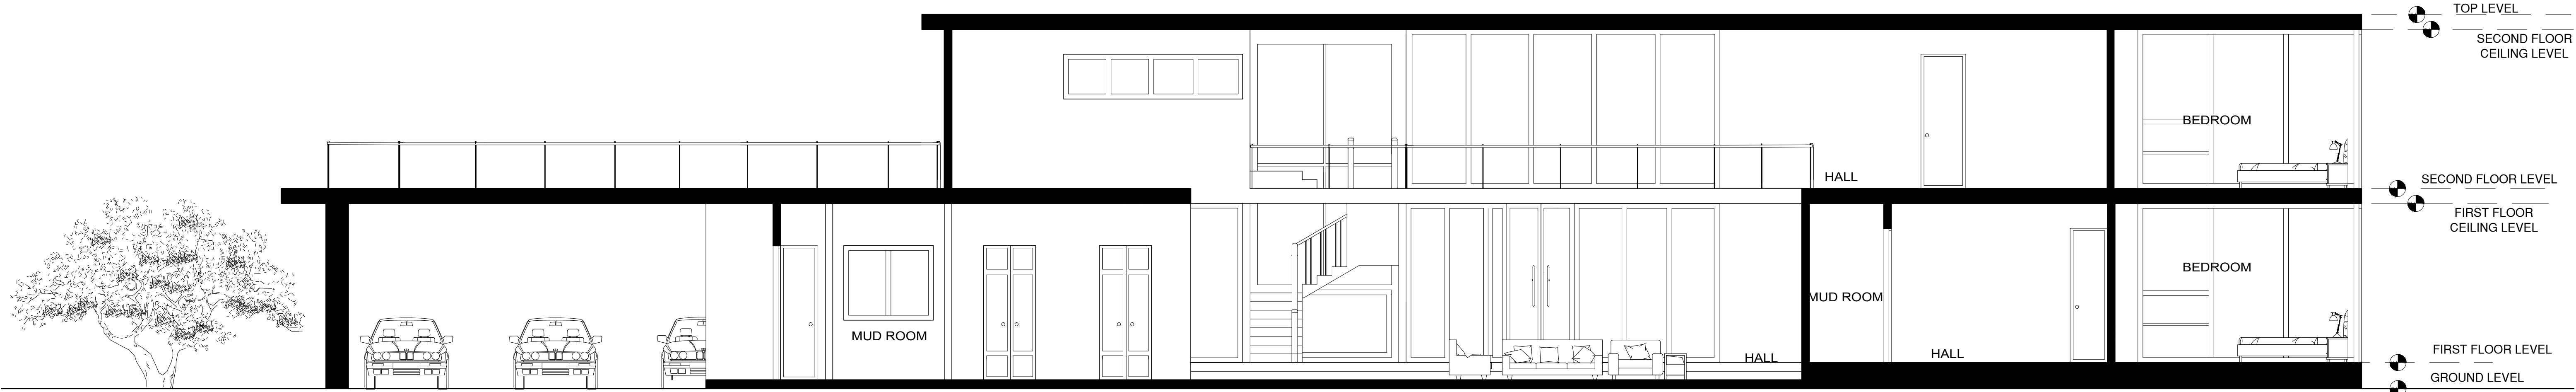 TOP LEVEL
SECOND FLOOR
CEILING LEVEL
BEDROOM
HALL
SECOND FLOOR LEVEL
FIRST FLOOR
CEILING LEVEL
BEDROOM
MUD ROOM
MUD ROOM
HALL
HALL
FIRST FLOOR LEVEL
GROUND LEVEL